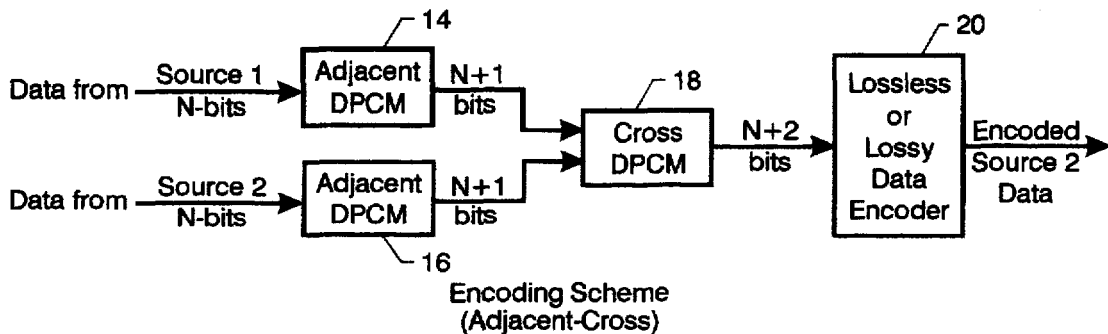 14
20
Data from
Source 1
N-bits
Adjacent
DPCM
N+1
bits
18
Cross
DPCM
N+2
bits
Lossless
or
Lossy
Data
Encoder
Encoded
Source 2
Data
Data from
Source 2
N-bits
Adjacent
DPCM
N+1
bits
16
Encoding Scheme
(Adjacent-Cross)